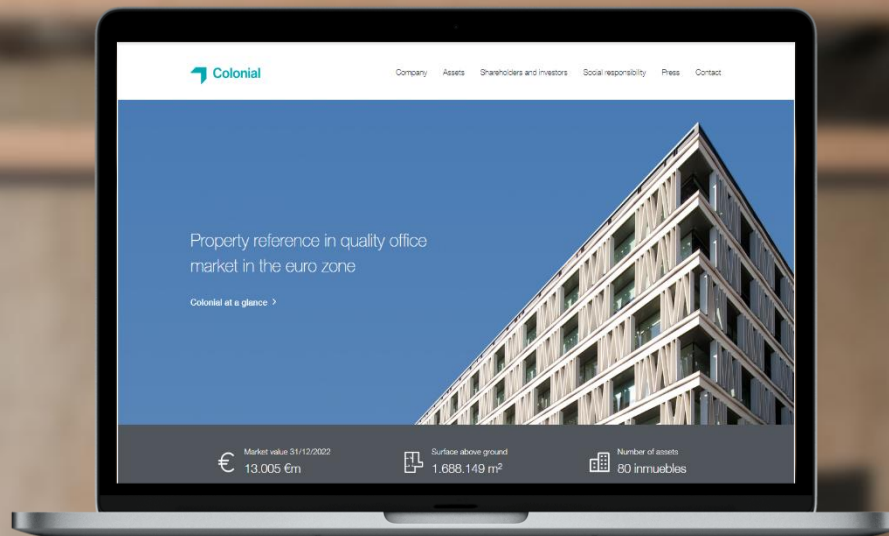 Colonial
Company Assets Shareholders and investors Social responsibility Press Contact
Property reference in quality office
market in the euro zone
Colonial at a glance >
Market value 31/12/2022
13.005 €m
Surface above ground
1.688.149 m²
Number of assets
80 inmuebles